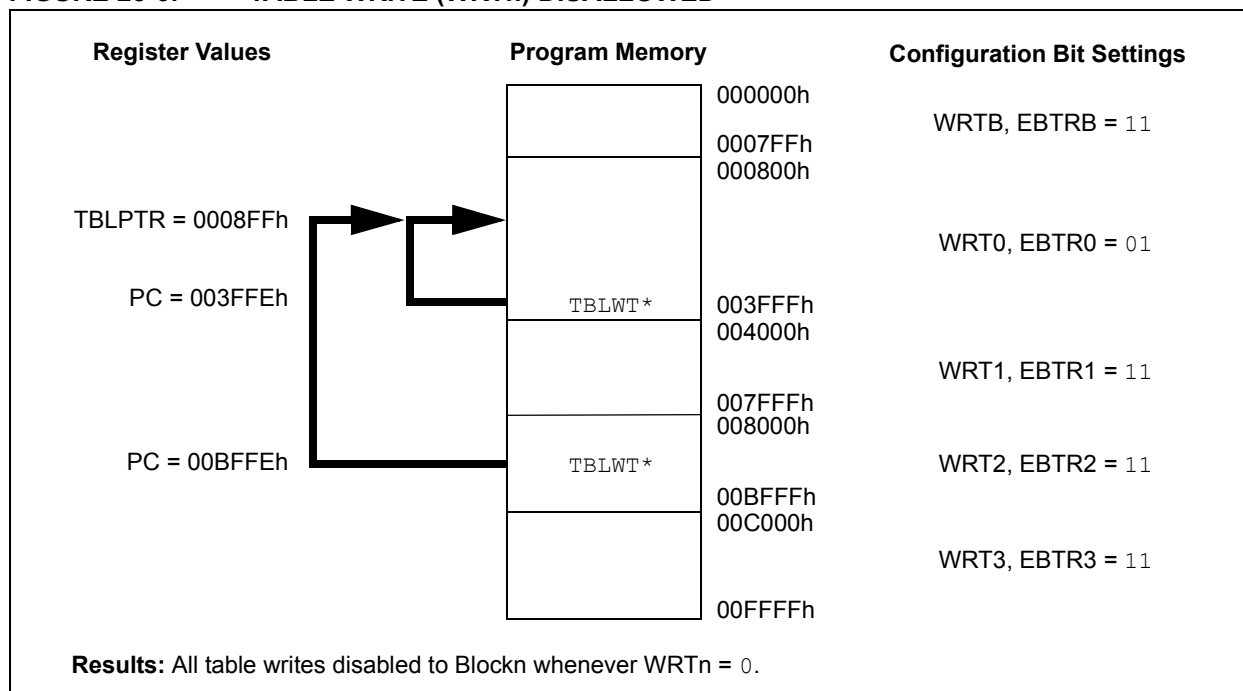 Register Values Program Memory Configuration Bit Settings
000000h
WRTB, EBTRB = 11
0007FFh
000800h
TBLPTR = 0008FFh
WRT0, EBTR0 = 01
PC = 003FFEh TBLWT* 003FFFh
004000h
WRT1, EBTR1 = 11
007FFFh
008000h
PC = 00BFFEh TBLWT* WRT2, EBTR2 = 11
00BFFFh
00C000h
WRT3, EBTR3 = 11
00FFFFh
Results: All table writes disabled to Blockn whenever WRTn = 0.